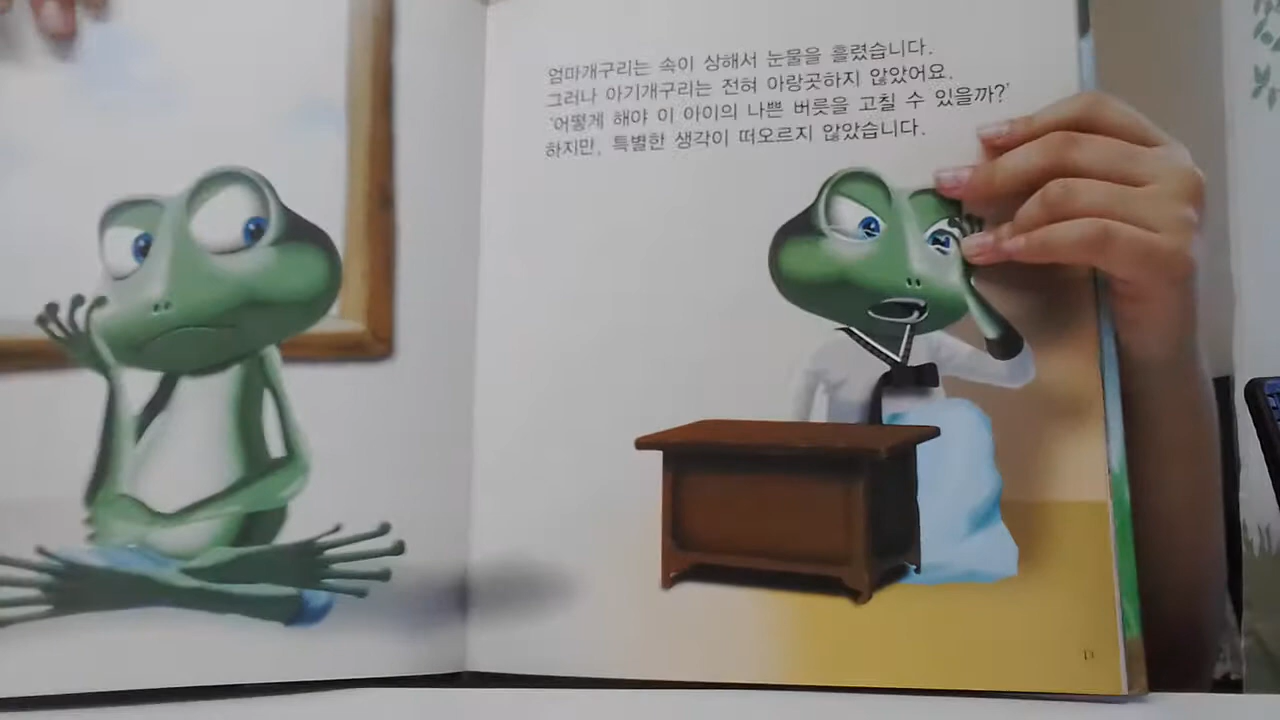 엄마개구리는 속이 상해서 눈물을 흘렸습니다.
그러나 아기개구리는 전혀 아랑곳하지 않았어요.
'어떻게 해야 이 아이의 나쁜 버릇을 고칠 수 있을까?'
하지만, 특별한 생각이 떠오르지 않았습니다.
13